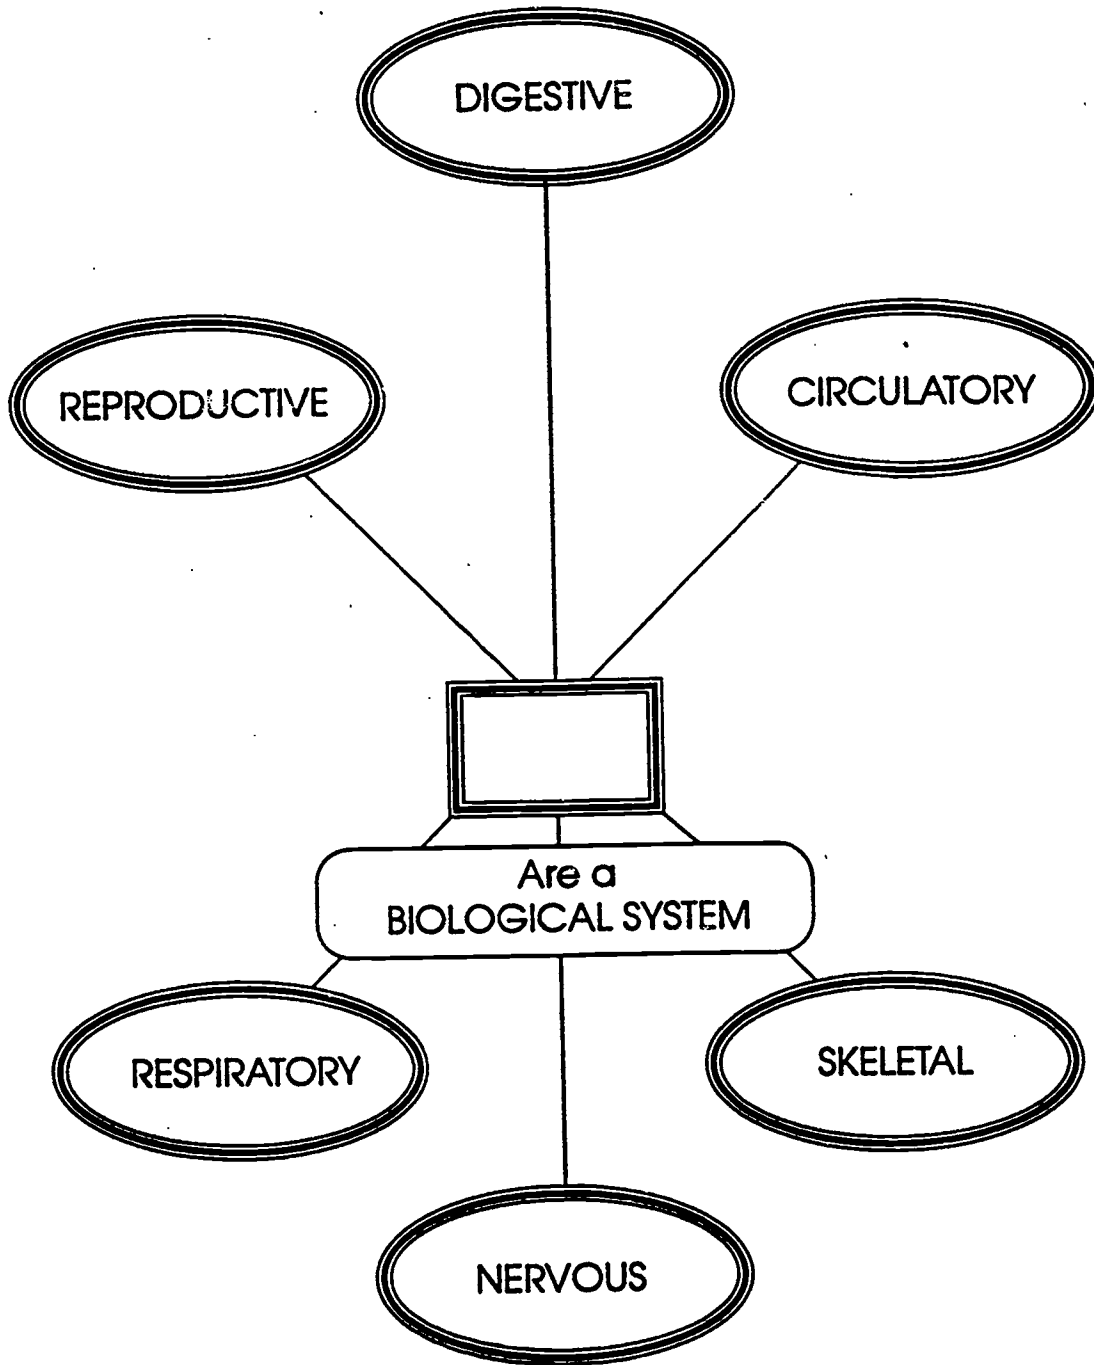 DIGESTIVE
REPRODUCTIVE
CIRCULATORY
Are a
BIOLOGICAL SYSTEM
RESPIRATORY
SKELETAL
NERVOUS